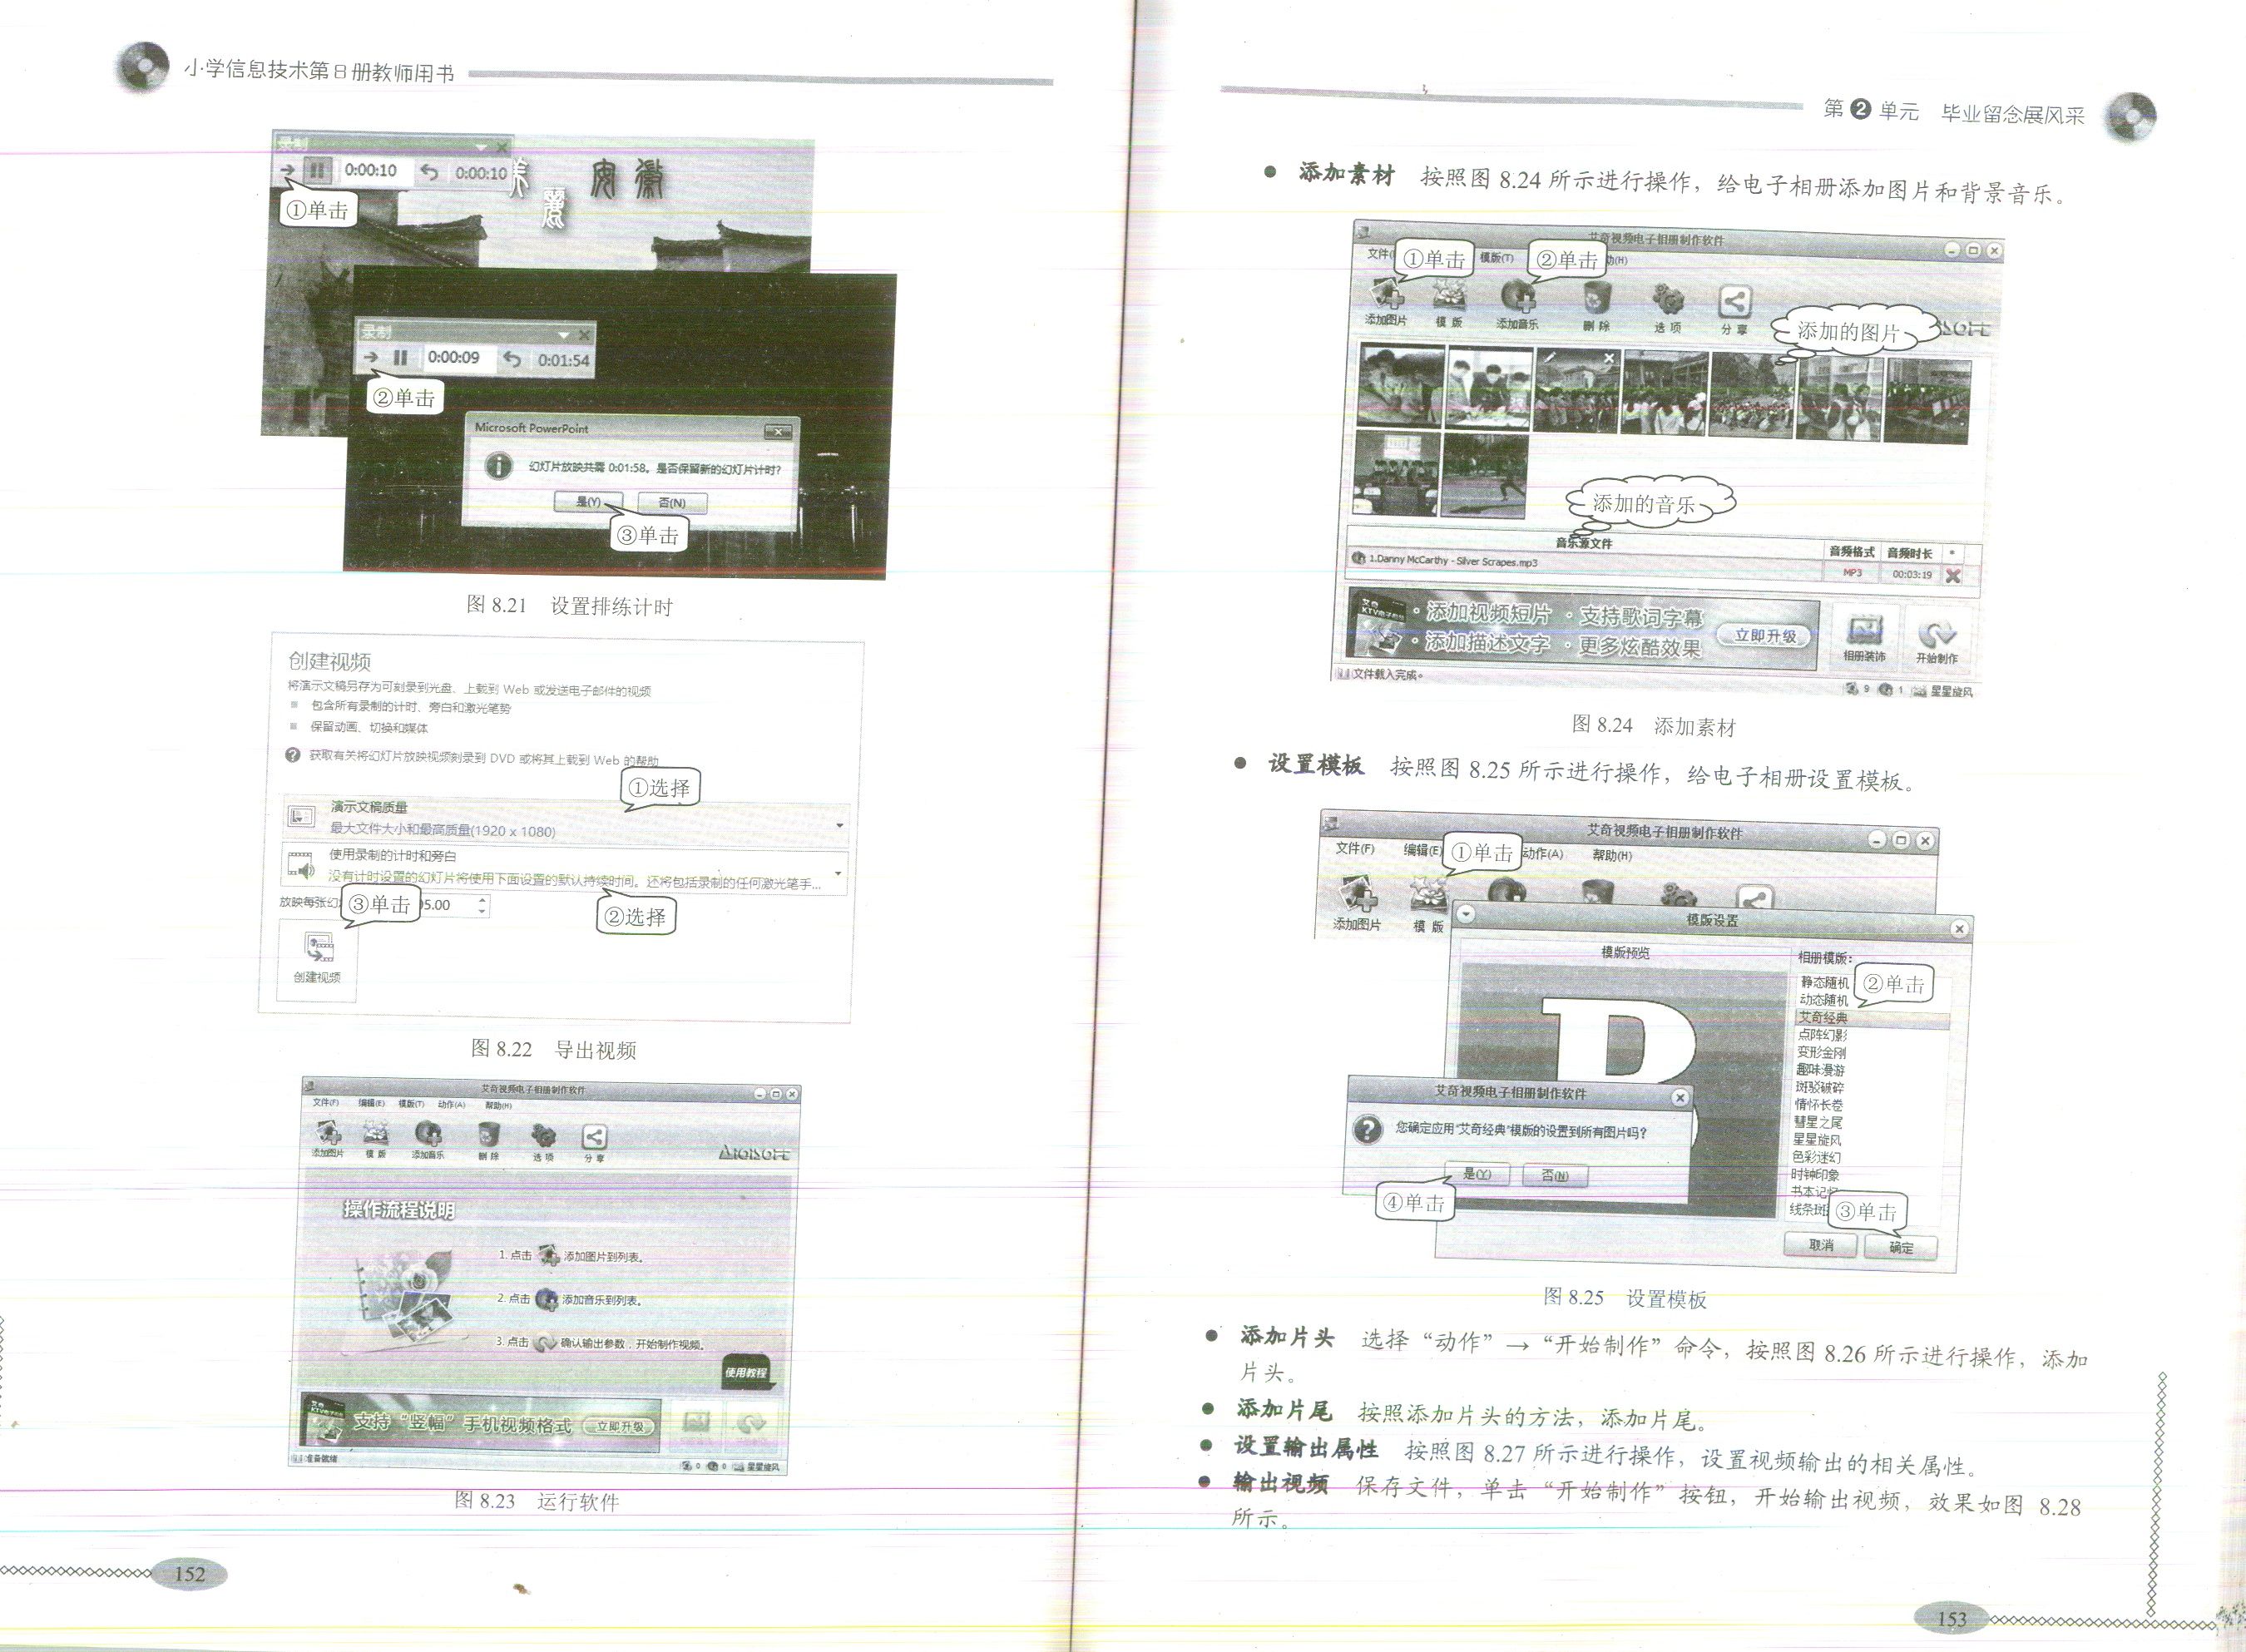 小学信息技术第8册教师用书
录制
0:00:10
0:00:10
①单击
美
丽
安
徽
录制
0:00:09
0:01:54
②单击
Microsoft PowerPoint
幻灯片放映共需 0:01:58。是否保留新的幻灯片计时?
是(Y)
否(N)
③单击
图 8.21 设置排练计时
创建视频
将演示文稿另存为可刻录到光盘、上载到 Web 或发送电子邮件的视频
包含所有录制的计时、旁白和激光笔势
保留动画、切换和媒体
获取有关将幻灯片放映视频刻录到 DVD 或将其上载到 Web 的帮助
①选择
演示文稿质量
最大文件大小和最高质量(1920 x 1080)
使用录制的计时和旁白
没有计时设置的幻灯片将使用下面设置的默认持续时间。还将包括录制的任何激光笔手...
放映每张幻
③单击
05.00
②选择
创建视频
图 8.22 导出视频
艾奇视频电子相册制作软件
文件(F) 编辑(E) 模版(T) 动作(A) 帮助(H)
添加图片 模 版 添加音乐 删 除 选 项 分 享
AIGISOFT
操作流程说明
1. 点击 添加图片到列表。
2. 点击 添加音乐到列表。
3. 点击 确认输出参数，开始制作视频。
使用教程
艾奇
KTV电子相册
支持“竖幅”手机视频格式
立即升级
准备就绪
0 0 星星旋风
图 8.23 运行软件
152
第 2 单元 毕业留念展风采
● 添加素材 按照图 8.24 所示进行操作，给电子相册添加图片和背景音乐。
艾奇视频电子相册制作软件
文件(
①单击
模版(T)
②单击
助(H)
添加图片 模 版 添加音乐 删 除 选 项 分 享
添加的图片
添加的音乐
音乐源文件
音频格式 音频时长
1.Danny McCarthy - Silver Scrapes.mp3
MP3 00:03:19
艾奇
KTV电子相册
· 添加视频短片 · 支持歌词字幕
· 添加描述文字 · 更多炫酷效果
立即升级
相册装饰
开始制作
文件载入完成。
9 1 星星旋风
图 8.24 添加素材
● 设置模板 按照图 8.25 所示进行操作，给电子相册设置模板。
艾奇视频电子相册制作软件
文件(F) 编辑(E)
①单击
动作(A) 帮助(H)
添加图片 模 版
模版设置
模版预览
相册模版:
静态随机
②单击
动态随机
艾奇经典
点阵幻影
变形金刚
趣味漫游
斑驳破碎
情怀长卷
彗星之尾
星星旋风
色彩迷幻
时钟印象
书本记忆
线条斑
③单击
取消
确定
艾奇视频电子相册制作软件
您确定应用“艾奇经典”模版的设置到所有图片吗?
是(Y)
否(N)
④单击
图 8.25 设置模板
● 添加片头 选择“动作”→“开始制作”命令，按照图 8.26 所示进行操作，添加
片头。
● 添加片尾 按照添加片头的方法，添加片尾。
● 设置输出属性 按照图 8.27 所示进行操作，设置视频输出的相关属性。
● 输出视频 保存文件，单击“开始制作”按钮，开始输出视频，效果如图 8.28
所示。
153